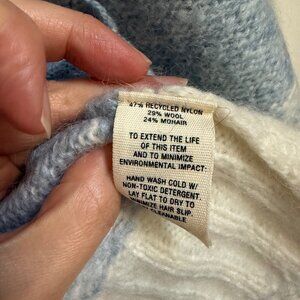 47% RECYCLED NYLON
29% WOOL
24% MOHAIR
TO EXTEND THE LIFE
OF THIS ITEM
AND TO MINIMIZE
ENVIRONMENTAL IMPACT:
HAND WASH COLD W/
NON-TOXIC DETERGENT.
LAY FLAT TO DRY TO
MINIMIZE HAIR SLIP.
CLEANABLE